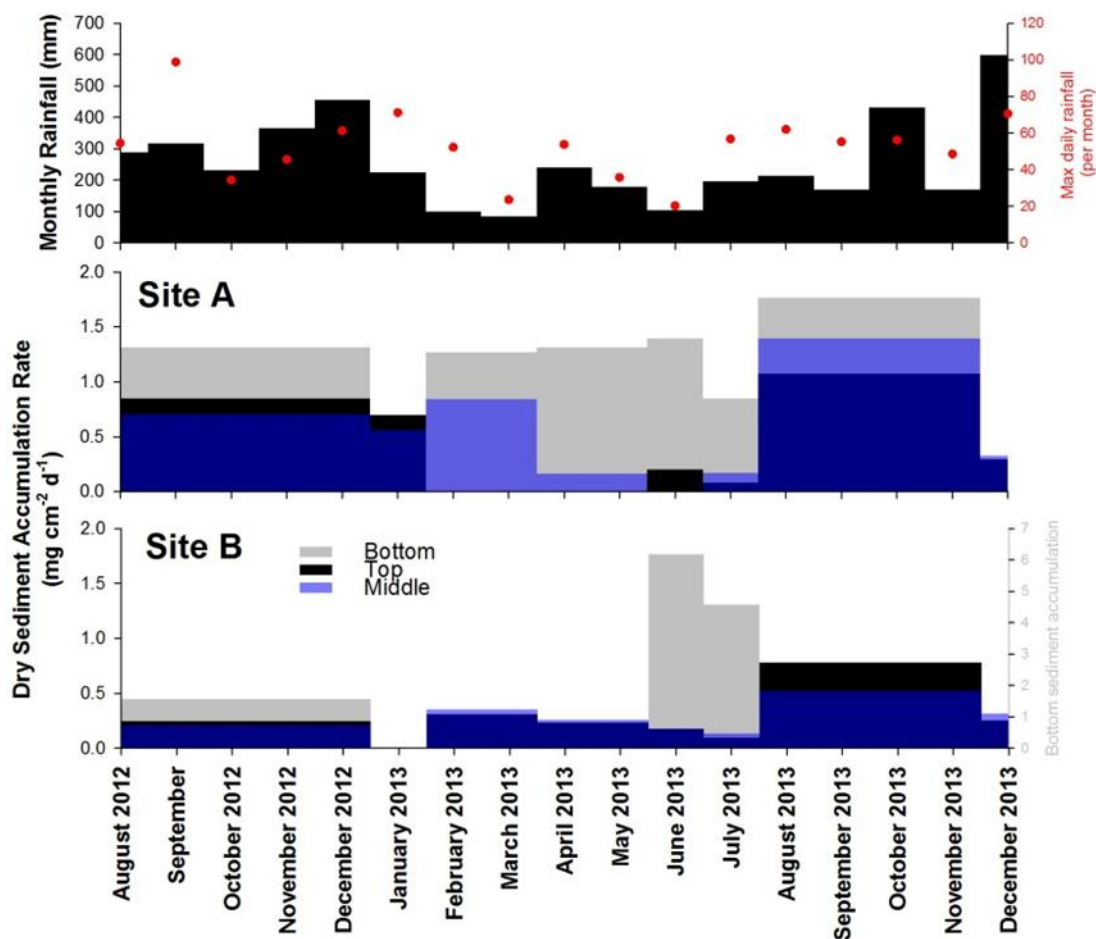 Monthly Rainfall (mm)
700
600
500
400
300
200
100
0
120
100
80
60
40
20
0
Max daily rainfall
(per month)
Dry Sediment Accumulation Rate
(mg cm-2 d-1)
Site A
2.0
1.5
1.0
0.5
0.0
Site B
2.0
1.5
1.0
0.5
0.0
Bottom
Top
Middle
7
6
5
4
3
2
1
0
Bottom sediment accumulation
August 2012
September
October 2012
November 2012
December 2012
January 2013
February 2013
March 2013
April 2013
May 2013
June 2013
July 2013
August 2013
September 2013
October 2013
November 2013
December 2013